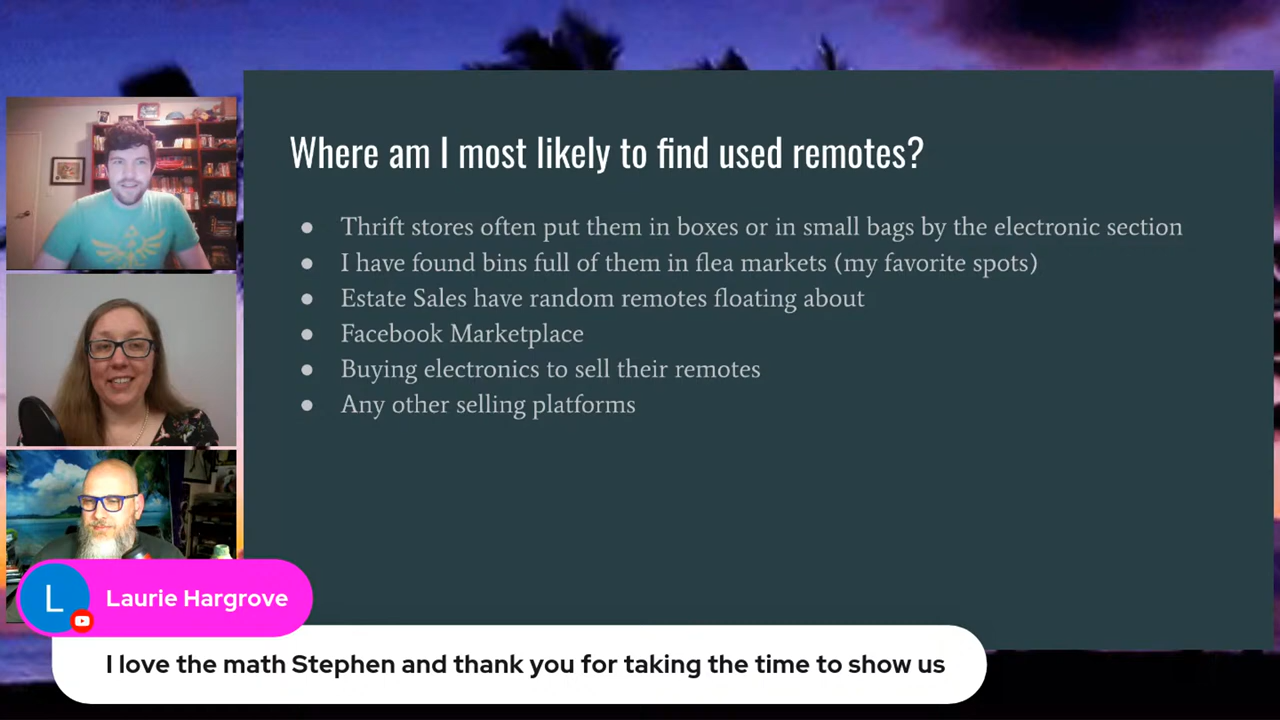 Where am I most likely to find used remotes?
● Thrift stores often put them in boxes or in small bags by the electronic section
● I have found bins full of them in flea markets (my favorite spots)
● Estate Sales have random remotes floating about
● Facebook Marketplace
● Buying electronics to sell their remotes
● Any other selling platforms
L
Laurie Hargrove
I love the math Stephen and thank you for taking the time to show us